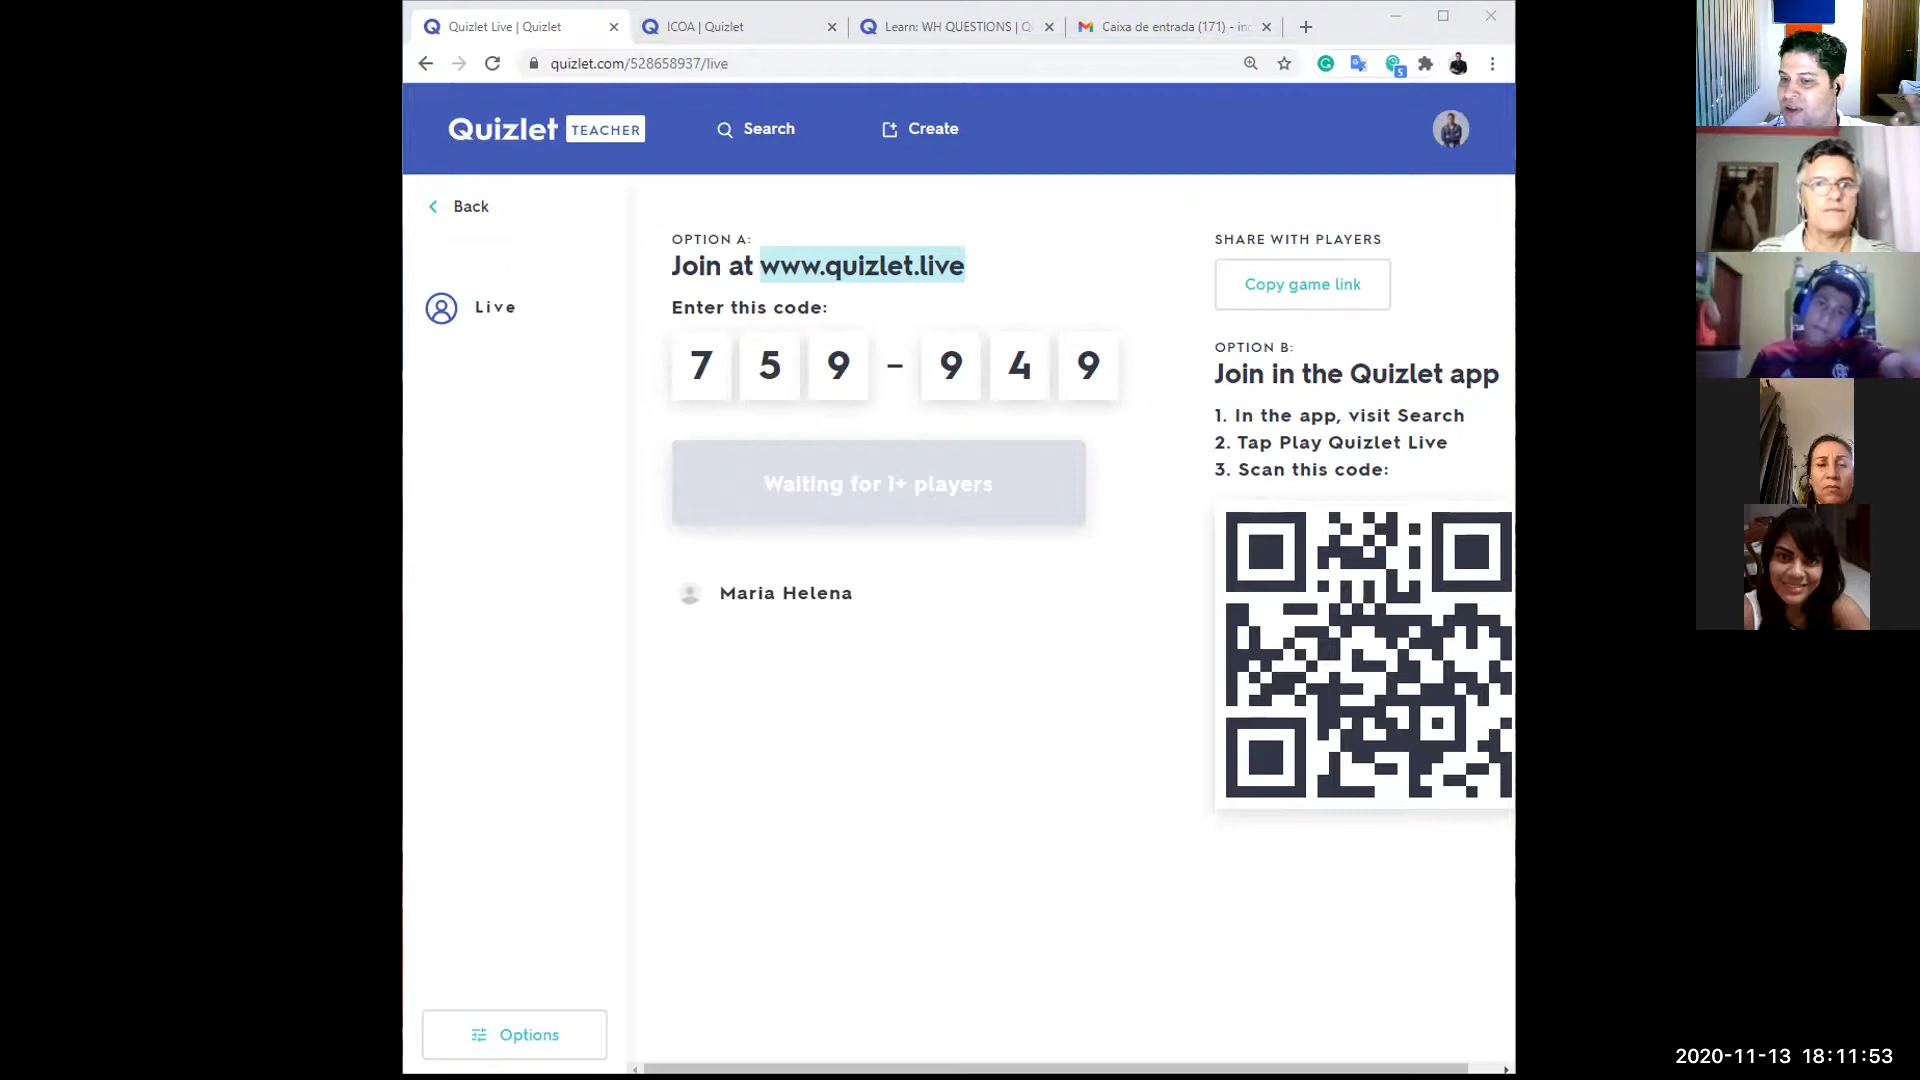 Quizlet Live | Quizlet
ICOA | Quizlet
Learn: WH QUESTIONS | Q
Caixa de entrada (171) -
quizlet.com/528658937/live
5
Quizlet TEACHER
Search
Create
Back
Live
OPTION A:
Join at www.quizlet.live
Enter this code:
7 5 9 - 9 4 9
Waiting for 1+ players
Maria Helena
SHARE WITH PLAYERS
Copy game link
OPTION B:
Join in the Quizlet app
1. In the app, visit Search
2. Tap Play Quizlet Live
3. Scan this code:
Options
2020-11-13 18:11:53